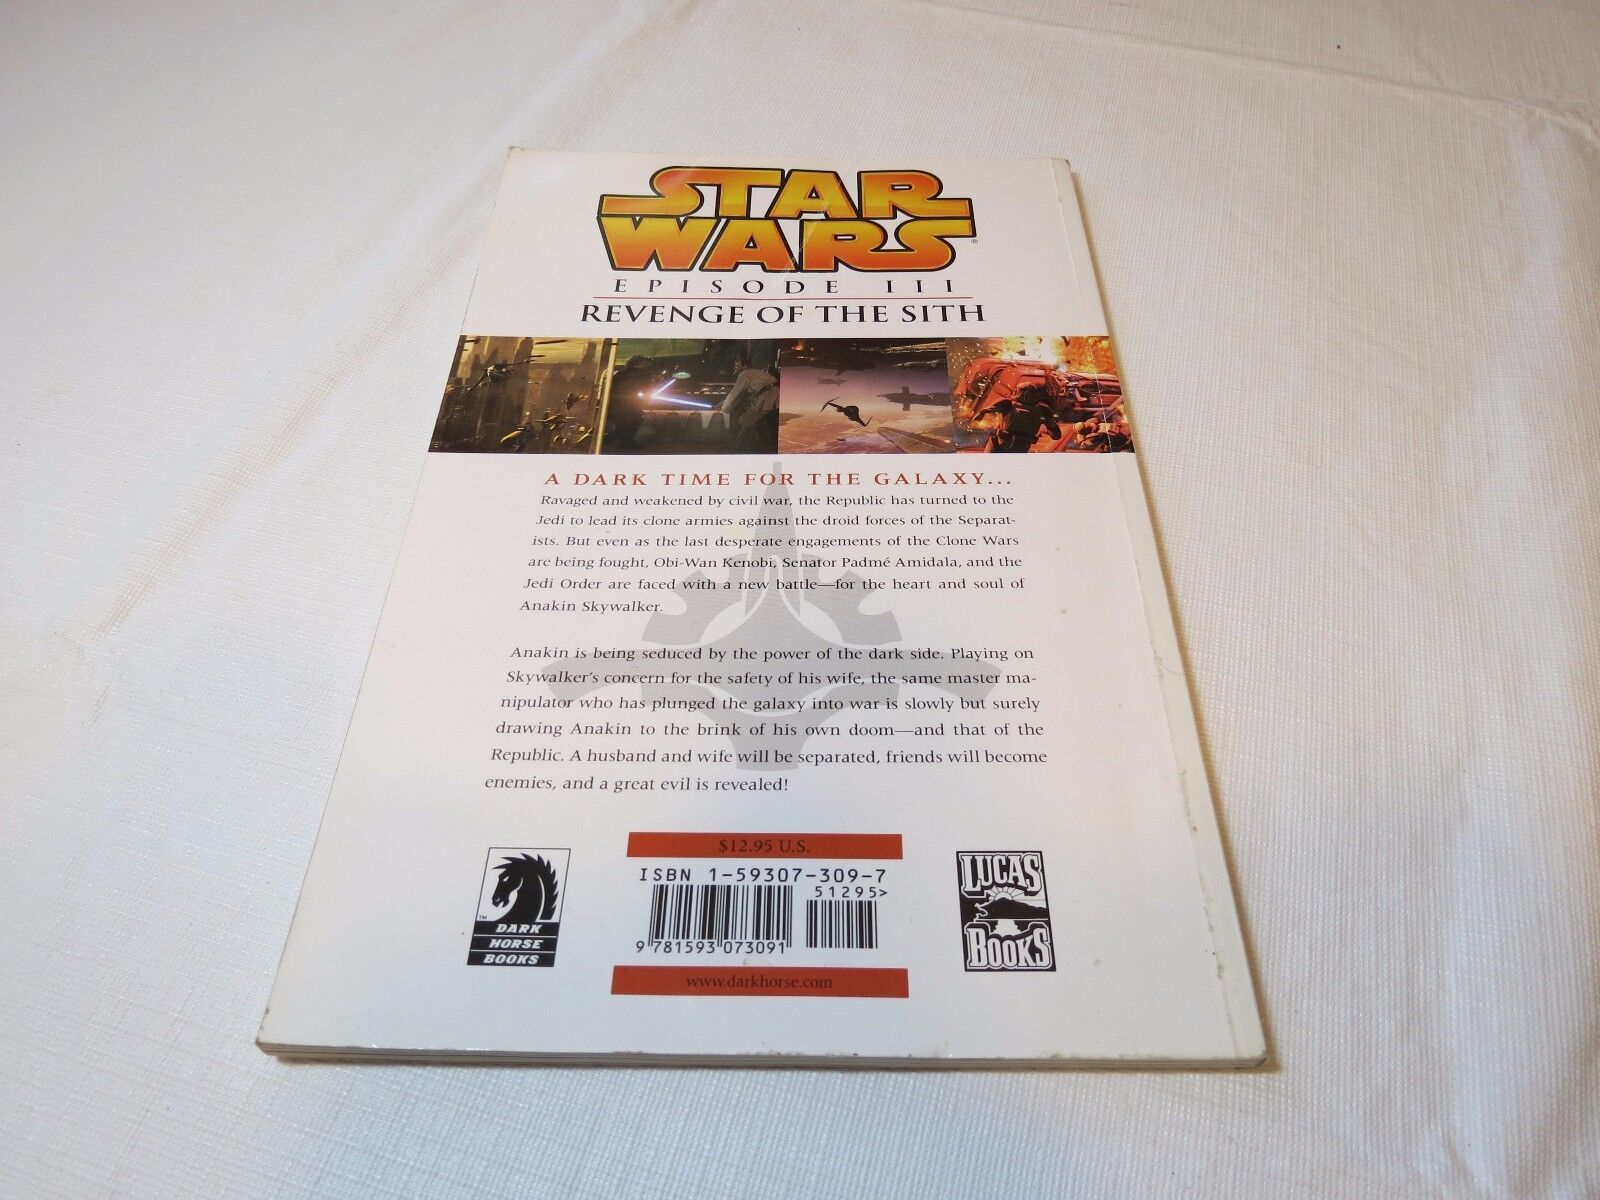 STAR
WARS®
EPISODE III
REVENGE OF THE SITH
A DARK TIME FOR THE GALAXY...
Ravaged and weakened by civil war, the Republic has turned to the
Jedi to lead its clone armies against the droid forces of the Separat-
ists. But even as the last desperate engagements of the Clone Wars
are being fought, Obi-Wan Kenobi, Senator Padmé Amidala, and the
Jedi Order are faced with a new battle—for the heart and soul of
Anakin Skywalker.
Anakin is being seduced by the power of the dark side. Playing on
Skywalker's concern for the safety of his wife, the same master ma-
nipulator who has plunged the galaxy into war is slowly but surely
drawing Anakin to the brink of his own doom—and that of the
Republic. A husband and wife will be separated, friends will become
enemies, and a great evil is revealed!
TM
DARK
HORSE
BOOKS
$12.95 U.S.
ISBN 1-59307-309-7
51295>
9 781593 073091
www.darkhorse.com
LUCAS
BOOKS